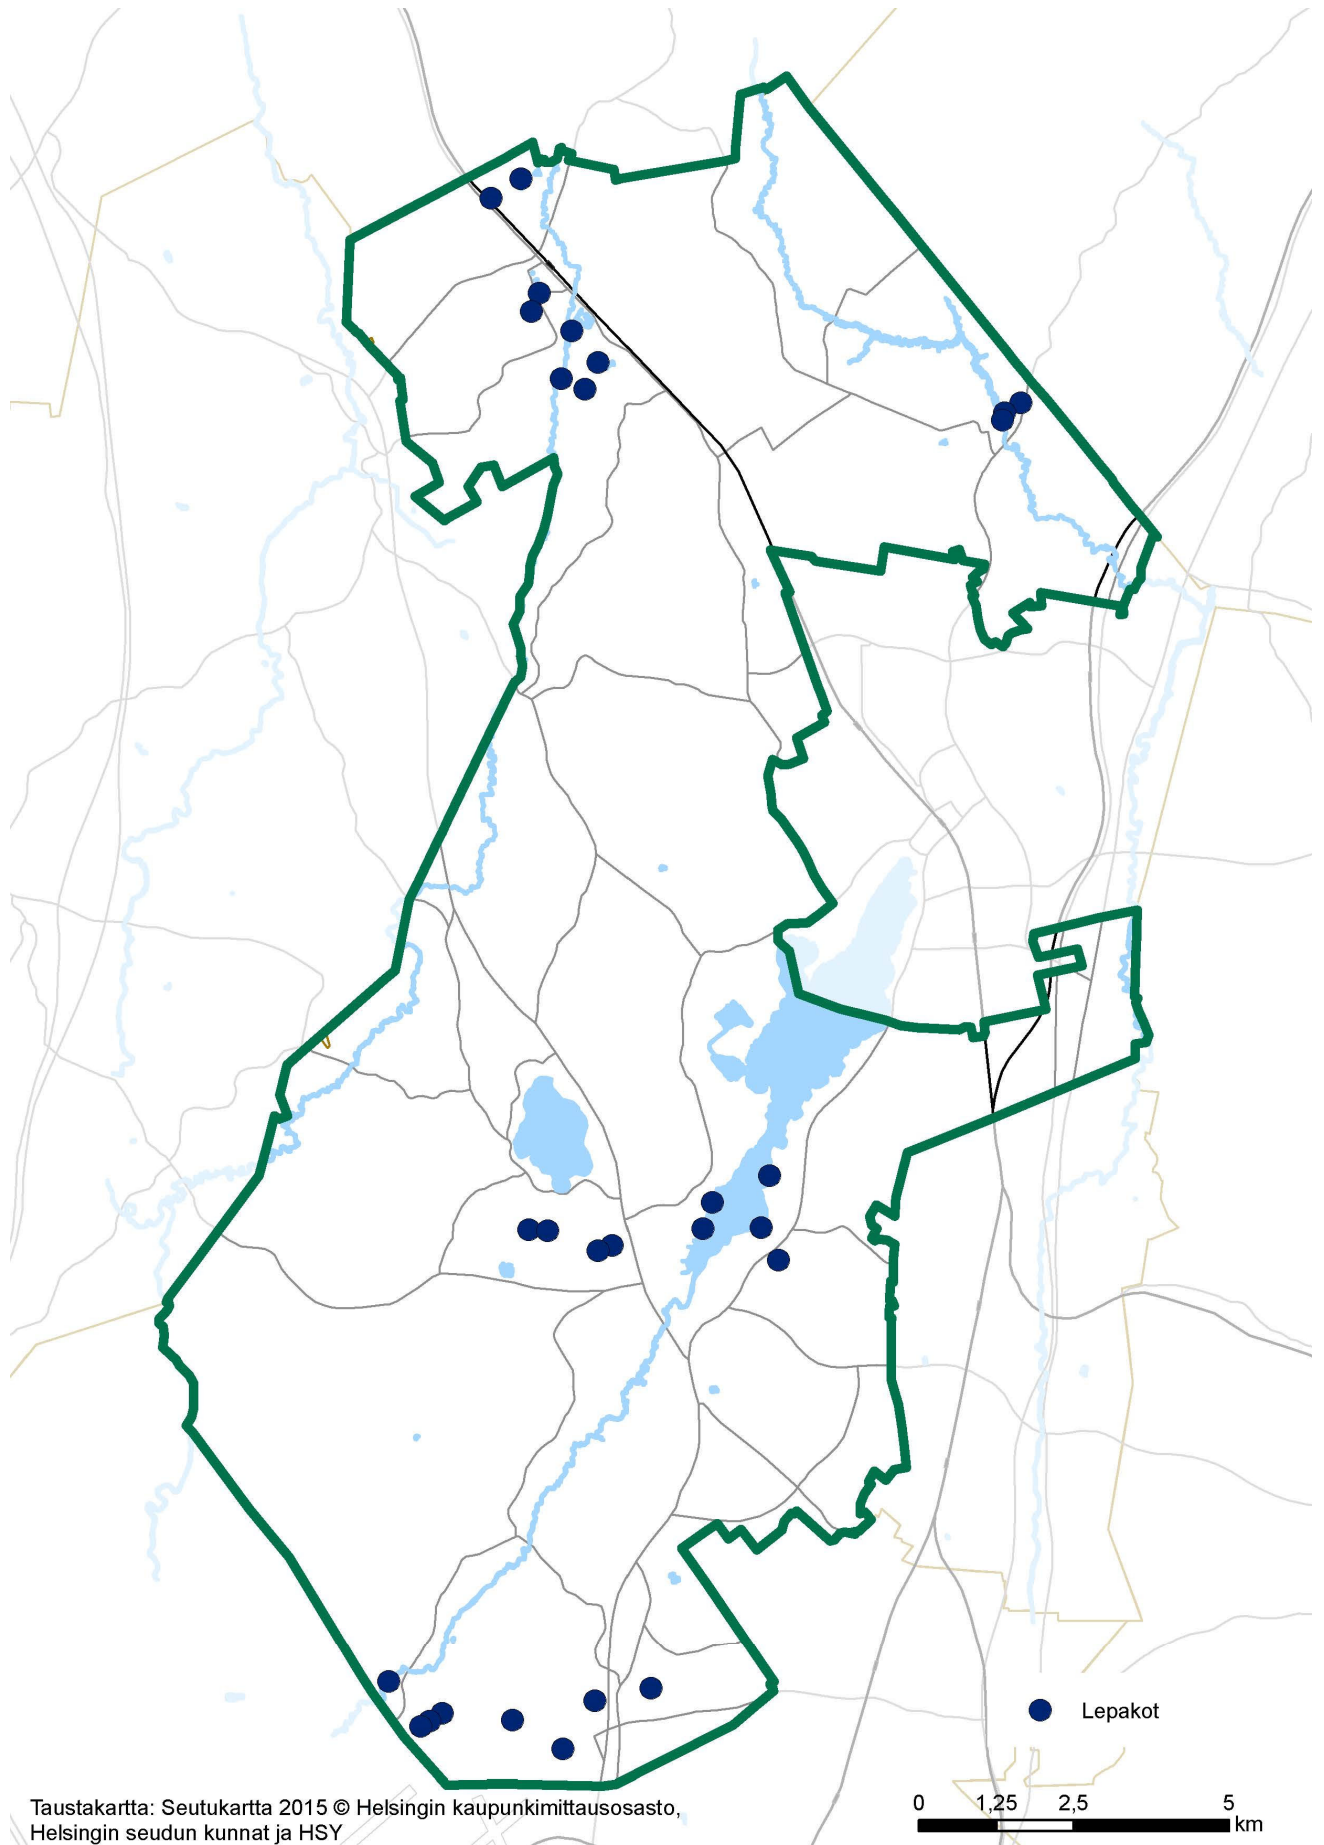 Lepakot
Taustakartta: Seutukartta 2015 © Helsingin kaupunkimittausosasto,
Helsingin seudun kunnat ja HSY
0 1,25 2,5 5
km